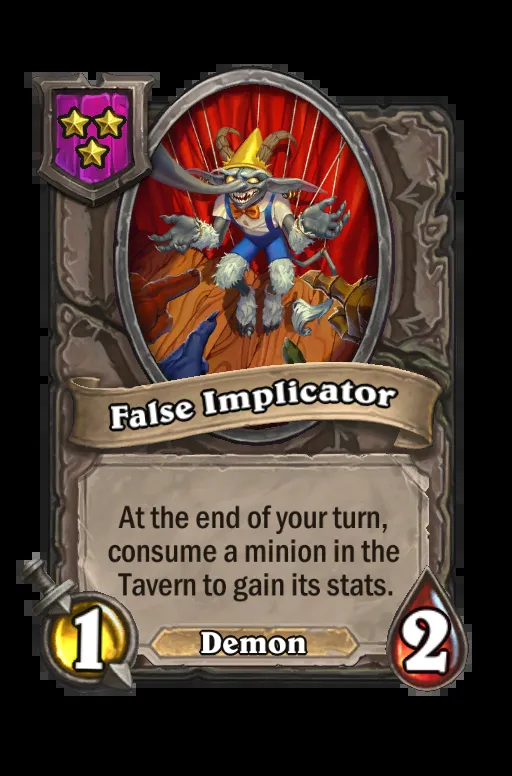 False Implicator
At the end of your turn,
consume a minion in the
Tavern to gain its stats.
1
Demon
2